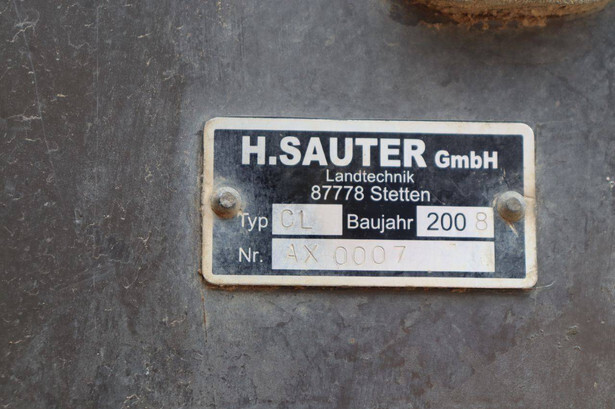 H.SAUTER GmbH
Landtechnik
87778 Stetten
Typ CL Baujahr 2008
Nr. AX 0007